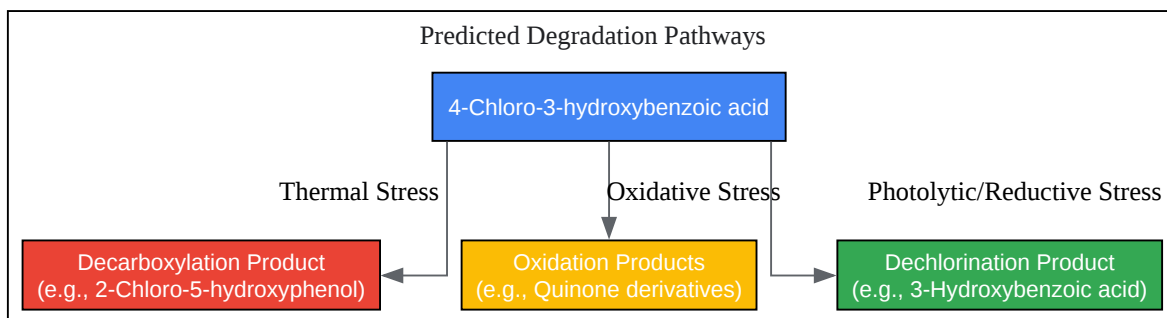 Predicted Degradation Pathways
4-Chloro-3-hydroxybenzoic acid
Thermal Stress
Oxidative Stress
Photolytic/Reductive Stress
Decarboxylation Product
(e.g., 2-Chloro-5-hydroxyphenol)
Oxidation Products
(e.g., Quinone derivatives)
Dechlorination Product
(e.g., 3-Hydroxybenzoic acid)